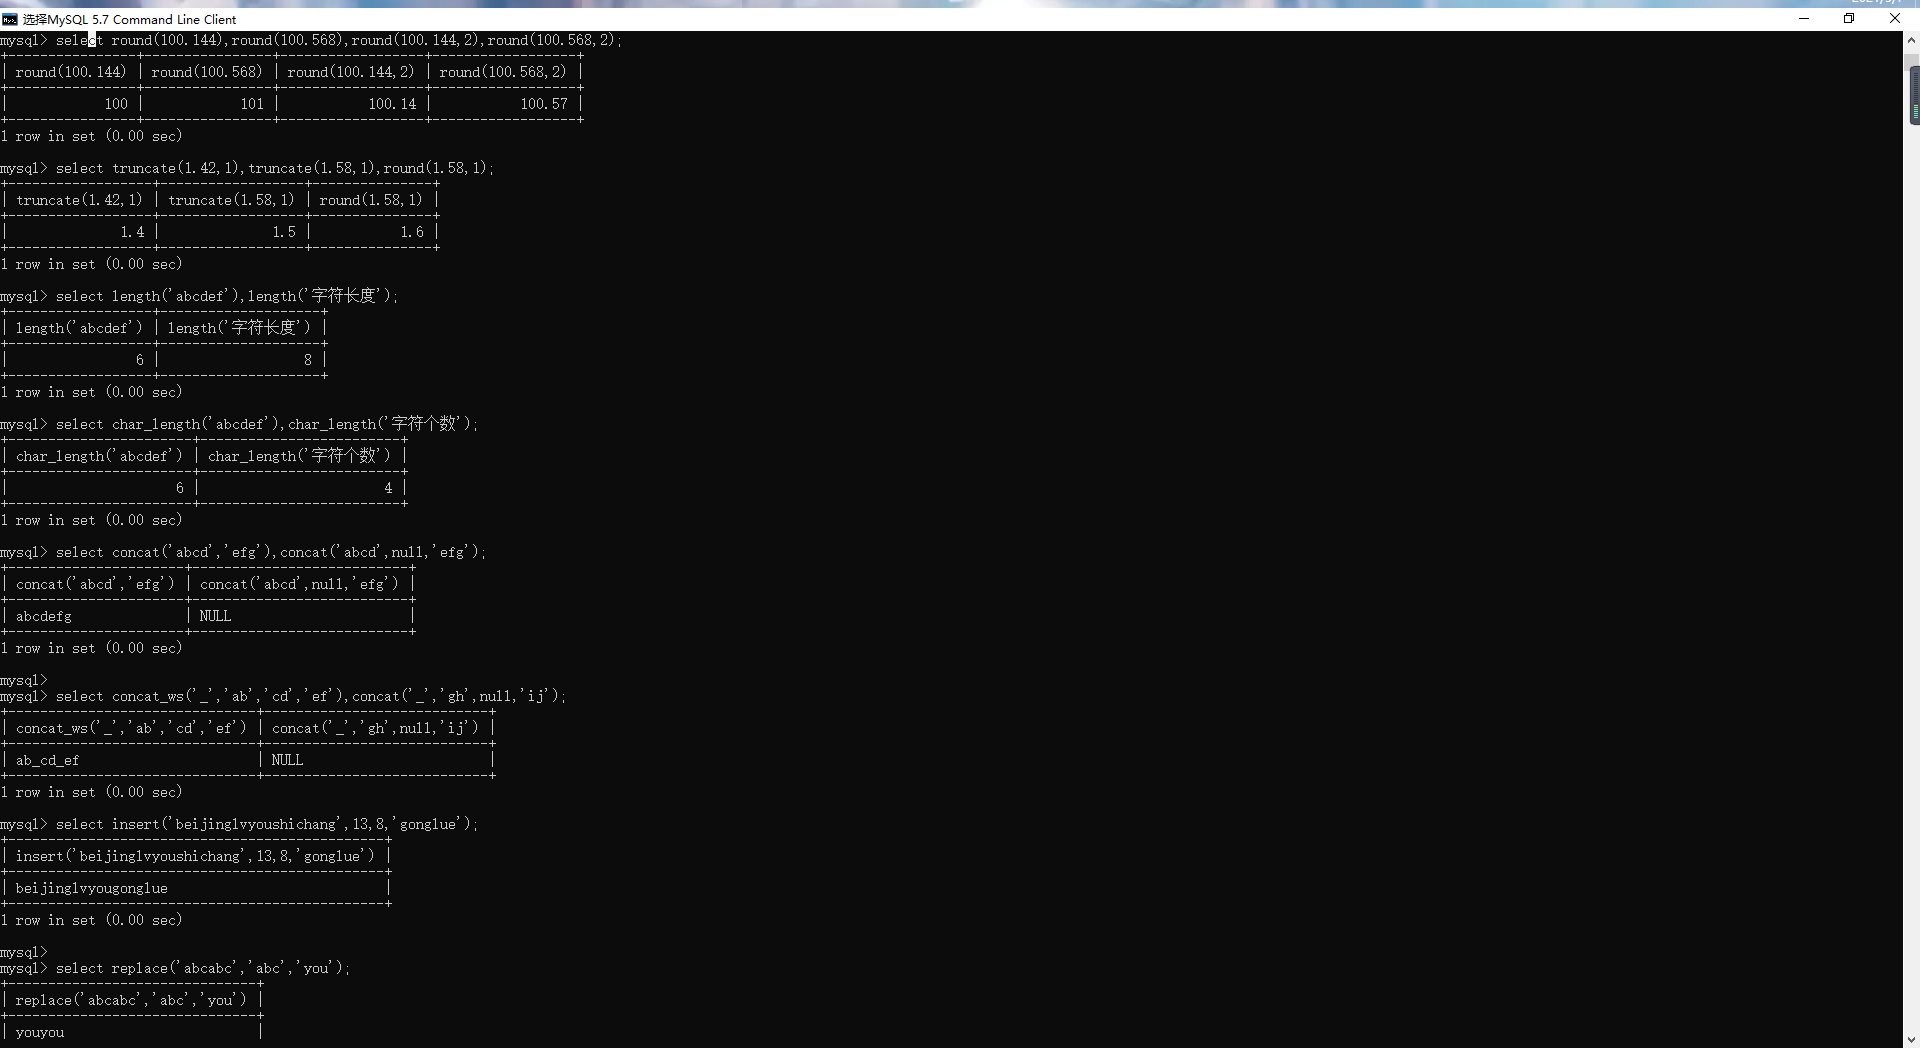 选择MySQL 5.7 Command Line Client
mysql> select round(100.144),round(100.568),round(100.144,2),round(100.568,2);
+----------------+----------------+------------------+------------------+
| round(100.144) | round(100.568) | round(100.144,2) | round(100.568,2) |
+----------------+----------------+------------------+------------------+
|            100 |            101 |           100.14 |           100.57 |
+----------------+----------------+------------------+------------------+
1 row in set (0.00 sec)
mysql> select truncate(1.42,1),truncate(1.58,1),round(1.58,1);
+------------------+------------------+---------------+
| truncate(1.42,1) | truncate(1.58,1) | round(1.58,1) |
+------------------+------------------+---------------+
|              1.4 |              1.5 |           1.6 |
+------------------+------------------+---------------+
1 row in set (0.00 sec)
mysql> select length('abcdef'),length('字符长度');
+------------------+--------------------+
| length('abcdef') | length('字符长度') |
+------------------+--------------------+
|                6 |                  8 |
+------------------+--------------------+
1 row in set (0.00 sec)
mysql> select char_length('abcdef'),char_length('字符个数');
+-----------------------+-------------------------+
| char_length('abcdef') | char_length('字符个数') |
+-----------------------+-------------------------+
|                     6 |                       4 |
+-----------------------+-------------------------+
1 row in set (0.00 sec)
mysql> select concat('abcd','efg'),concat('abcd',null,'efg');
+----------------------+---------------------------+
| concat('abcd','efg') | concat('abcd',null,'efg') |
+----------------------+---------------------------+
| abcdefg              | NULL                      |
+----------------------+---------------------------+
1 row in set (0.00 sec)
mysql>
mysql> select concat_ws('_','ab','cd','ef'),concat('_','gh',null,'ij');
+-------------------------------+----------------------------+
| concat_ws('_','ab','cd','ef') | concat('_','gh',null,'ij') |
+-------------------------------+----------------------------+
| ab_cd_ef                      | NULL                       |
+-------------------------------+----------------------------+
1 row in set (0.00 sec)
mysql> select insert('beijinglvyoushichang',13,8,'gonglue');
+-----------------------------------------------+
| insert('beijinglvyoushichang',13,8,'gonglue') |
+-----------------------------------------------+
| beijinglvyougonglue                           |
+-----------------------------------------------+
1 row in set (0.00 sec)
mysql>
mysql> select replace('abcabc','abc','you');
+-------------------------------+
| replace('abcabc','abc','you') |
+-------------------------------+
| youyou                        |